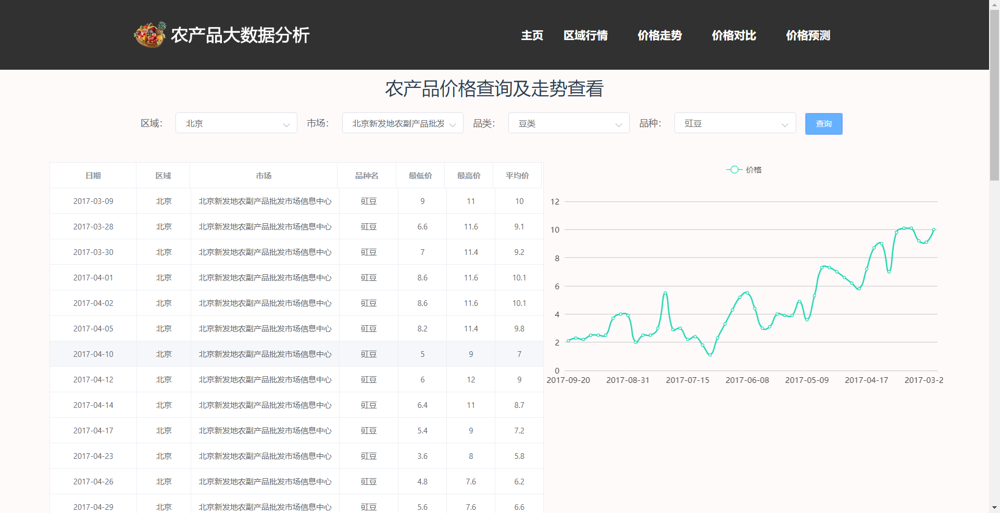 农产品大数据分析 主页 区域行情 价格走势 价格对比 价格预测
农产品价格查询及走势查看
区域： 北京 市场： 北京新发地农副产品批发 品类： 豆类 品种： 豇豆 查询
日期 区域 市场 品种名 最低价 最高价 平均价
2017-03-09 北京 北京新发地农副产品批发市场信息中心 豇豆 9 11 10
2017-03-28 北京 北京新发地农副产品批发市场信息中心 豇豆 6.6 11.6 9.1
2017-03-30 北京 北京新发地农副产品批发市场信息中心 豇豆 7 11.4 9.2
2017-04-01 北京 北京新发地农副产品批发市场信息中心 豇豆 8.6 11.6 10.1
2017-04-02 北京 北京新发地农副产品批发市场信息中心 豇豆 8.6 11.6 10.1
2017-04-05 北京 北京新发地农副产品批发市场信息中心 豇豆 8.2 11.4 9.8
2017-04-10 北京 北京新发地农副产品批发市场信息中心 豇豆 5 9 7
2017-04-12 北京 北京新发地农副产品批发市场信息中心 豇豆 6 12 9
2017-04-14 北京 北京新发地农副产品批发市场信息中心 豇豆 6.4 11 8.7
2017-04-17 北京 北京新发地农副产品批发市场信息中心 豇豆 5.4 9 7.2
2017-04-23 北京 北京新发地农副产品批发市场信息中心 豇豆 3.6 8 5.8
2017-04-26 北京 北京新发地农副产品批发市场信息中心 豇豆 4.8 7.6 6.2
2017-04-29 北京 北京新发地农副产品批发市场信息中心 豇豆 5.6 7.6 6.6
价格
12
10
8
6
4
2
0
2017-09-20 2017-08-31 2017-07-15 2017-06-08 2017-05-09 2017-04-17 2017-03-2